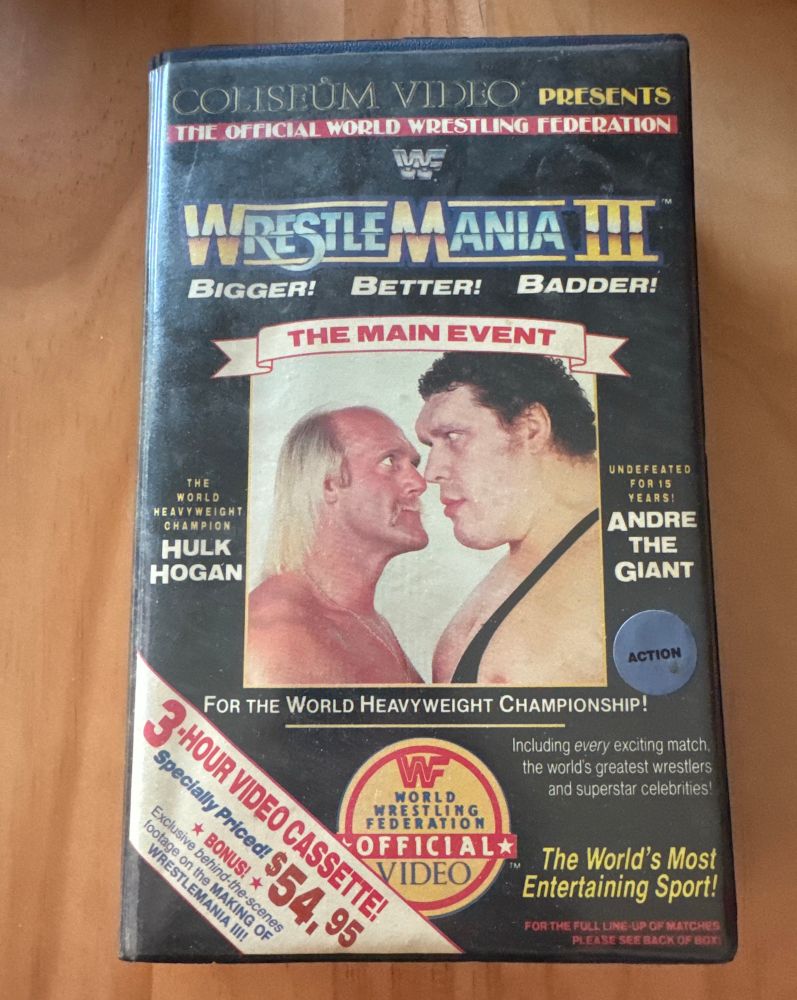 COLISEÛM VIDEO PRESENTS
THE OFFICIAL WORLD WRESTLING FEDERATION
WF
WRESTLEMANIA III ™
BIGGER! BETTER! BADDER!
THE MAIN EVENT
THE
WORLD
HEAVYWEIGHT
CHAMPION
HULK
HOGAN
UNDEFEATED
FOR 15
YEARS!
ANDRE
THE
GIANT
ACTION
FOR THE WORLD HEAVYWEIGHT CHAMPIONSHIP!
3-HOUR VIDEO CASSETTE!
Specially Priced! $54.95
★ BONUS! ★
Exclusive behind-the-scenes
footage on the MAKING OF
WRESTLEMANIA III!
WF
WORLD
WRESTLING
FEDERATION
★OFFICIAL★
VIDEO ™
Including every exciting match,
the world's greatest wrestlers
and superstar celebrities!
The World's Most
Entertaining Sport!
FOR THE FULL LINE-UP OF MATCHES
PLEASE SEE BACK OF BOX!